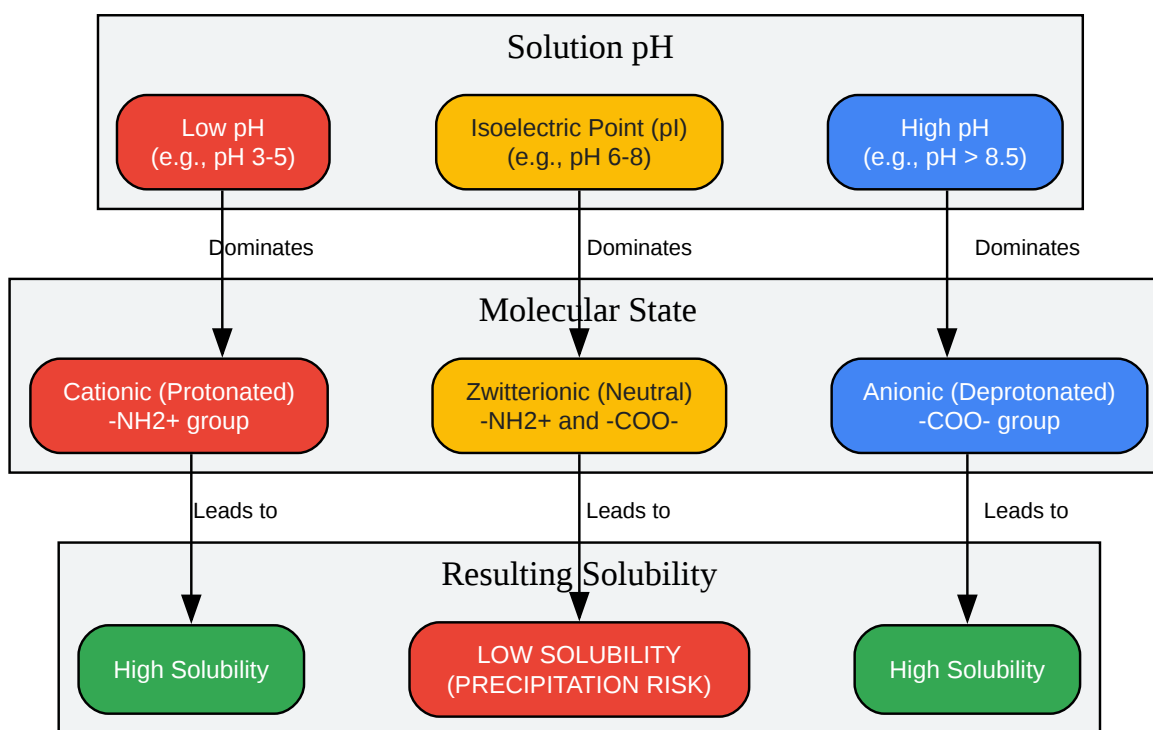 Solution pH
Low pH
(e.g., pH 3-5)
Isoelectric Point (pI)
(e.g., pH 6-8)
High pH
(e.g., pH > 8.5)
Dominates
Dominates
Dominates
Molecular State
Cationic (Protonated)
-NH2+ group
Zwitterionic (Neutral)
-NH2+ and -COO-
Anionic (Deprotonated)
-COO- group
Leads to
Leads to
Leads to
Resulting Solubility
High Solubility
LOW SOLUBILITY
(PRECIPITATION RISK)
High Solubility